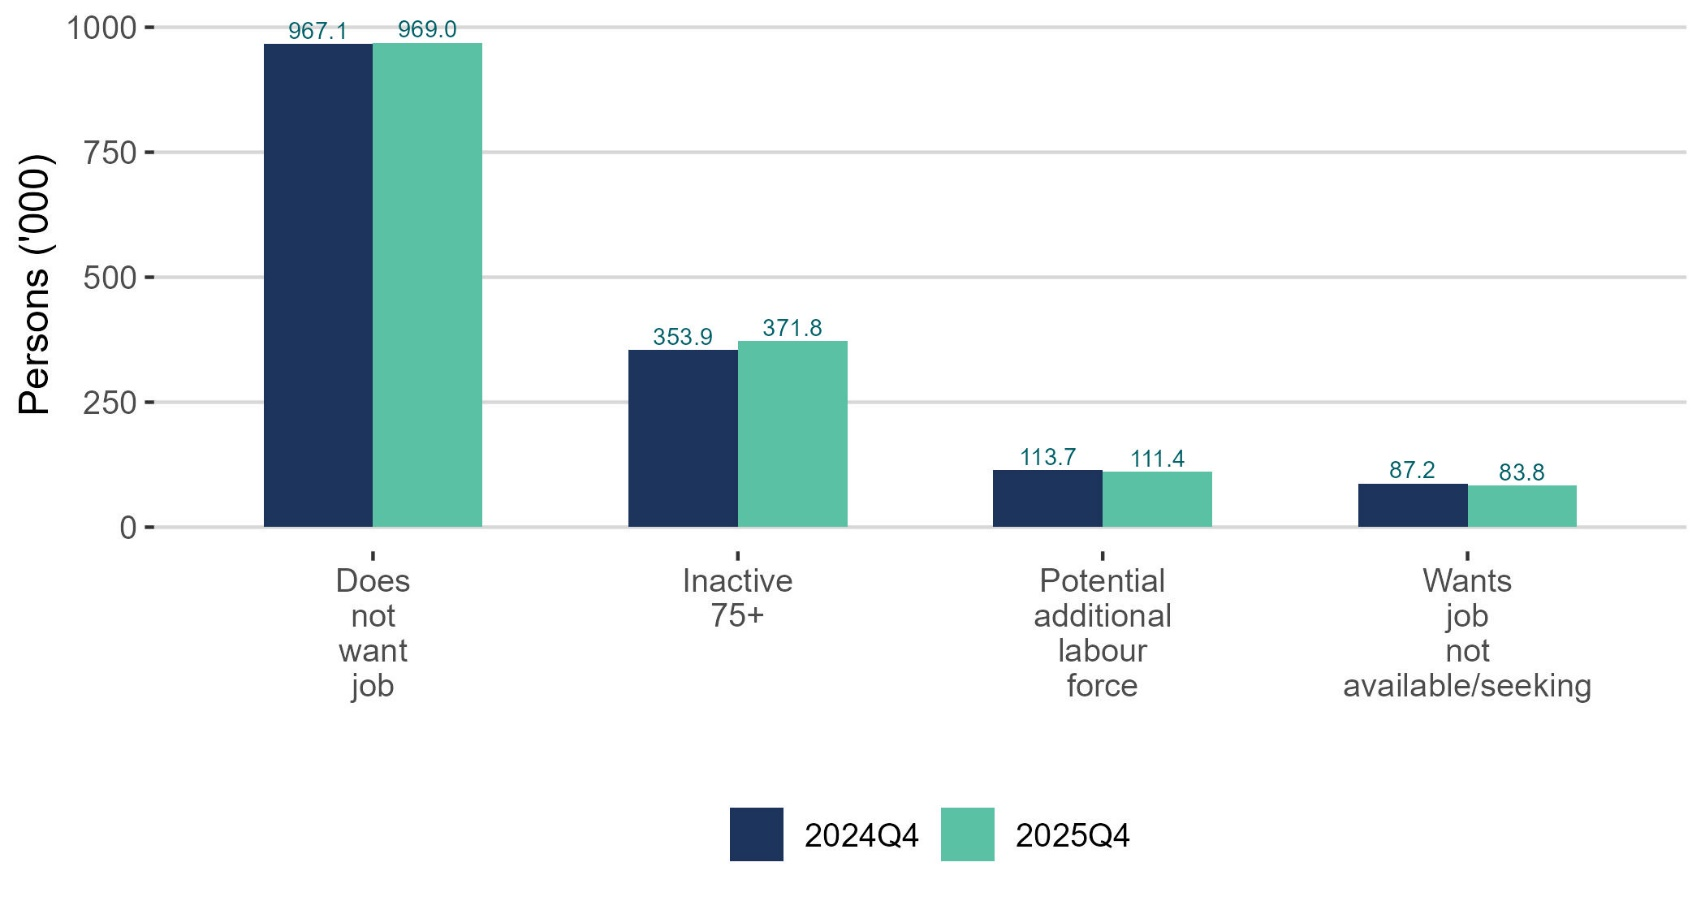 Persons ('000)
1000
750
500
250
0
967.1
969.0
353.9
371.8
113.7
111.4
87.2
83.8
Does
not
want
job
Inactive
75+
Potential
additional
labour
force
Wants
job
not
available/seeking
2024Q4
2025Q4